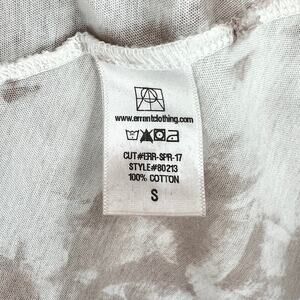 www.errantclothing.com
CUT#ERR-SPR-17
STYLE#80213
100% COTTON
S